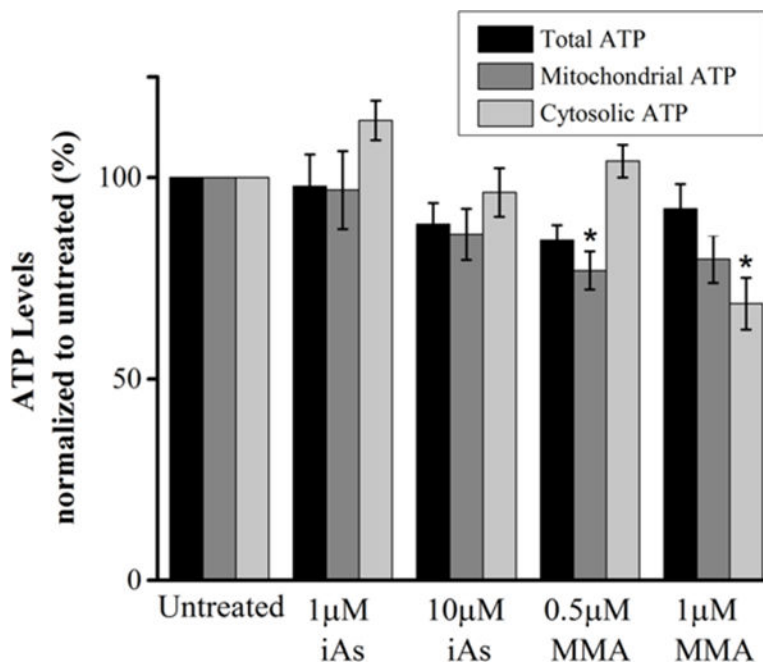 Total ATP
Mitochondrial ATP
Cytosolic ATP
ATP Levels
normalized to untreated (%)
100
50
0
*
*
Untreated
1µM
iAs
10µM
iAs
0.5µM
MMA
1µM
MMA